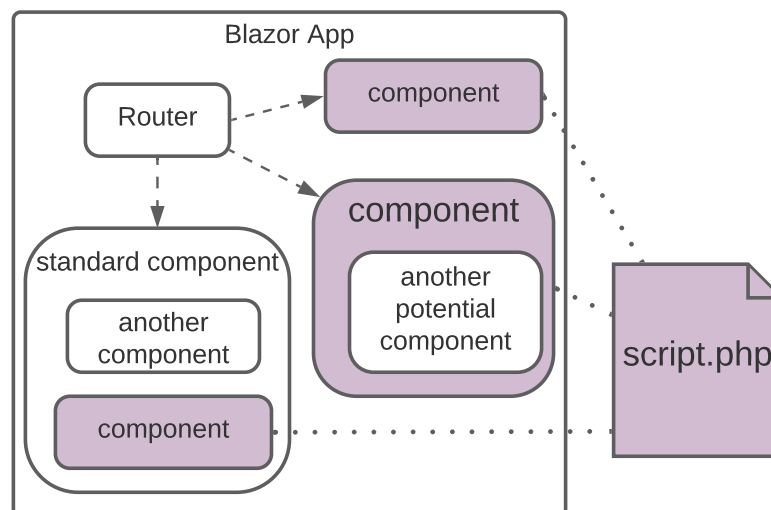 Blazor App
component
Router
component
standard component
another
potential
component
another
component
script.php
component